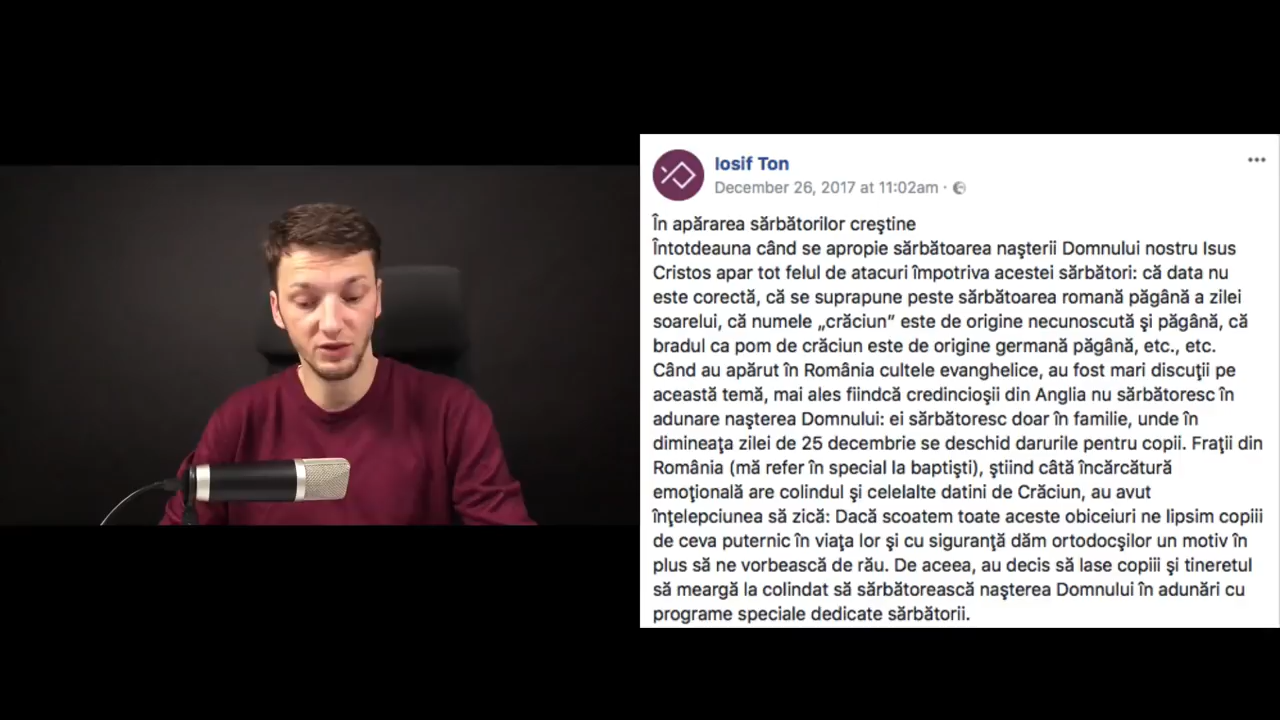 Iosif Ton
December 26, 2017 at 11:02am ·
În apărarea sărbătorilor creştine
Întotdeauna când se apropie sărbătoarea naşterii Domnului nostru Isus
Cristos apar tot felul de atacuri împotriva acestei sărbători: că data nu
este corectă, că se suprapune peste sărbătoarea romană păgână a zilei
soarelui, că numele „crăciun” este de origine necunoscută şi păgână, că
bradul ca pom de crăciun este de origine germană păgână, etc., etc.
Când au apărut în România cultele evanghelice, au fost mari discuţii pe
această temă, mai ales fiindcă credincioşii din Anglia nu sărbătoresc în
adunare naşterea Domnului: ei sărbătoresc doar în familie, unde în
dimineaţa zilei de 25 decembrie se deschid darurile pentru copii. Fraţii din
România (mă refer în special la baptişti), ştiind câtă încărcătură
emoţională are colindul şi celelalte datini de Crăciun, au avut
înţelepciunea să zică: Dacă scoatem toate aceste obiceiuri ne lipsim copiii
de ceva puternic în viaţa lor şi cu siguranţă dăm ortodocşilor un motiv în
plus să ne vorbească de rău. De aceea, au decis să lase copiii şi tineretul
să meargă la colindat să sărbătorească naşterea Domnului în adunări cu
programe speciale dedicate sărbătorii.